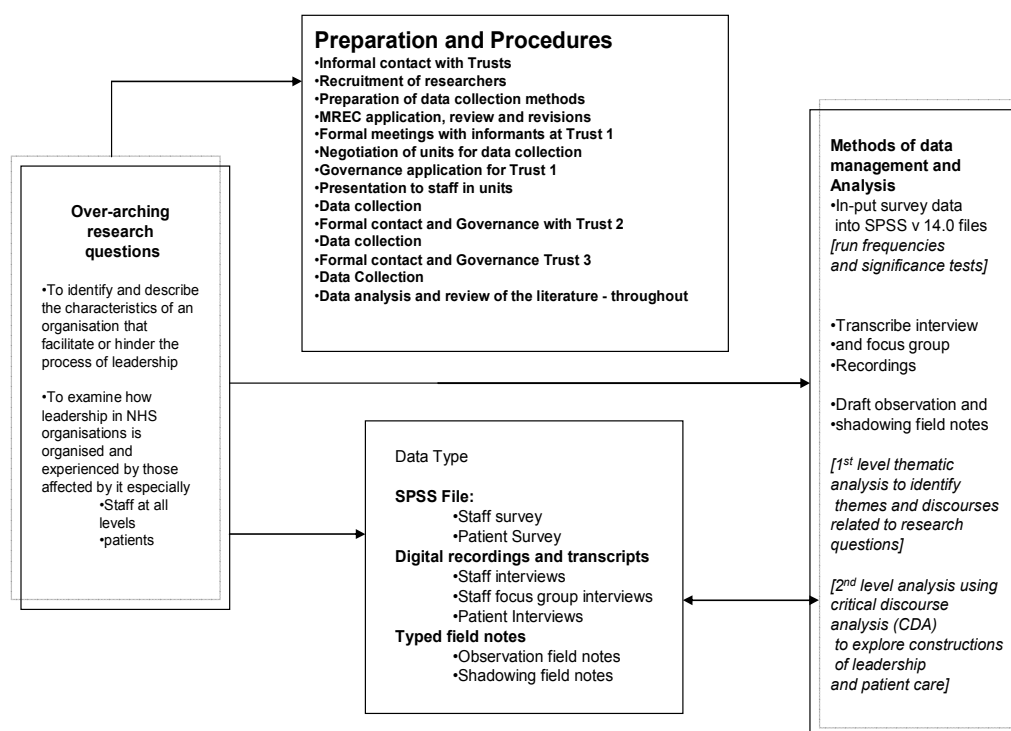 Preparation and Procedures
•Informal contact with Trusts
•Recruitment of researchers
•Preparation of data collection methods
•MREC application, review and revisions
•Formal meetings with informants at Trust 1
•Negotiation of units for data collection
•Governance application for Trust 1
•Presentation to staff in units
•Data collection
•Formal contact and Governance with Trust 2
•Data collection
•Formal contact and Governance Trust 3
•Data Collection
•Data analysis and review of the literature - throughout
Over-arching
research
questions
•To identify and describe
the characteristics of an
organisation that
facilitate or hinder the
process of leadership
•To examine how
leadership in NHS
organisations is
organised and
experienced by those
affected by it especially
•Staff at all
levels
•patients
Data Type
SPSS File:
•Staff survey
•Patient Survey
Digital recordings and transcripts
•Staff interviews
•Staff focus group interviews
•Patient Interviews
Typed field notes
•Observation field notes
•Shadowing field notes
Methods of data
management and
Analysis
•In-put survey data
into SPSS v 14.0 files
[run frequencies
and significance tests]
•Transcribe interview
•and focus group
•Recordings
•Draft observation and
•shadowing field notes
[1st level thematic
analysis to identify
themes and discourses
related to research
questions]
[2nd level analysis using
critical discourse
analysis (CDA)
to explore constructions
of leadership
and patient care]